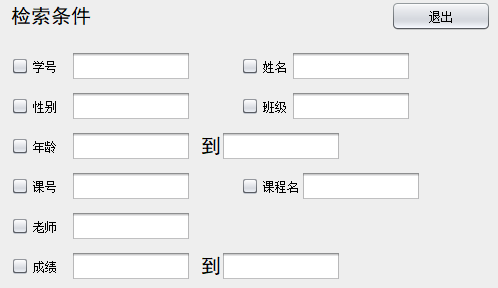 检索条件 退出
学号 姓名
性别 班级
年龄 到
课号 课程名
老师
成绩 到